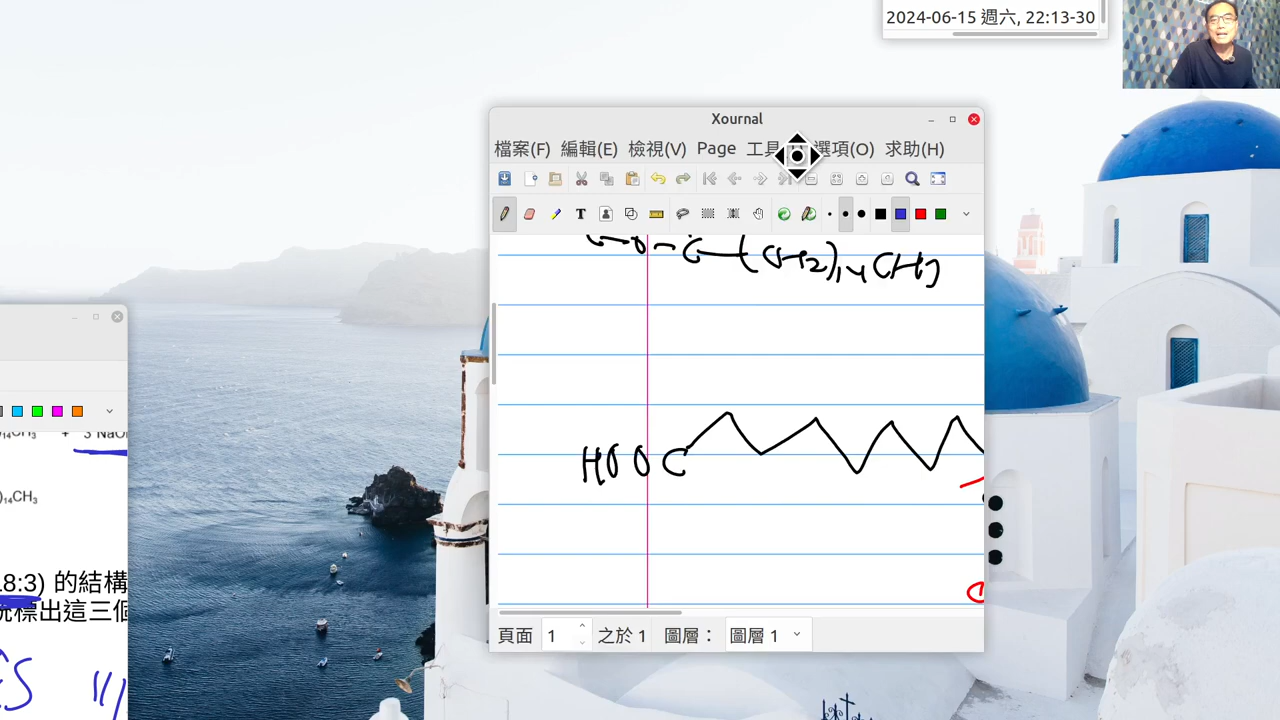 2024-06-15 週六, 22:13-30
Xournal
檔案(F) 編輯(E) 檢視(V) Page 工具 選項(O) 求助(H)
C-(CH2)14CH3
HOOC
頁面 1 之於 1 圖層： 圖層 1
14CH3 + 3 NaOH
)14CH3
18:3) 的結構
標出這三個